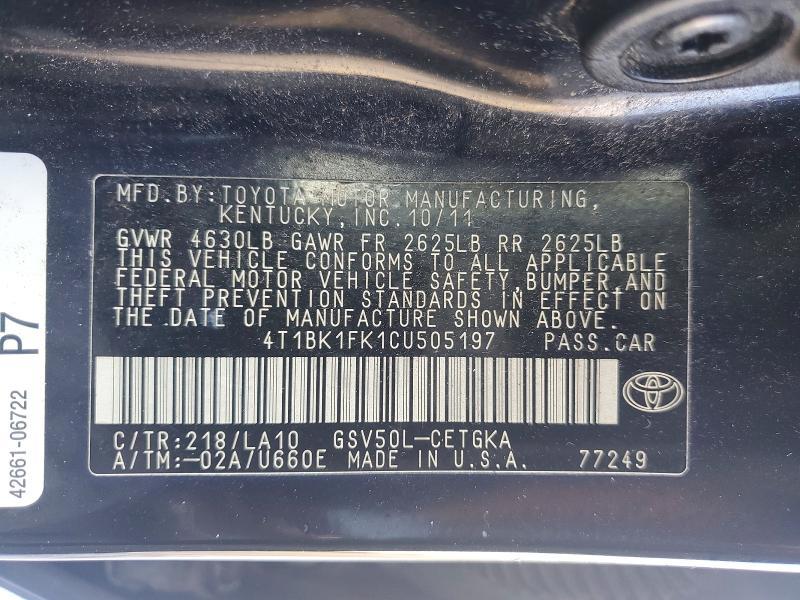 MFD.BY:TOYOTA MOTOR MANUFACTURING,
KENTUCKY, INC. 10/11
GVWR 4630LB GAWR FR 2625LB RR 2625LB
THIS VEHICLE CONFORMS TO ALL APPLICABLE
FEDERAL MOTOR VEHICLE SAFETY, BUMPER, AND
THEFT PREVENTION STANDARDS IN EFFECT ON
THE DATE OF MANUFACTURE SHOWN ABOVE.
4T1BK1FK1CU505197 PASS.CAR
C/TR:218/LA10 GSV50L-CETGKA
A/TM:-02A/U660E MADE IN U.S.A. 77249
42661-06722 P7